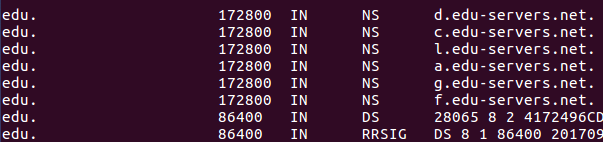 edu. 172800 IN NS d.edu-servers.net.
edu. 172800 IN NS c.edu-servers.net.
edu. 172800 IN NS l.edu-servers.net.
edu. 172800 IN NS a.edu-servers.net.
edu. 172800 IN NS g.edu-servers.net.
edu. 172800 IN NS f.edu-servers.net.
edu. 86400 IN DS 28065 8 2 4172496CD
edu. 86400 IN RRSIG DS 8 1 86400 201709